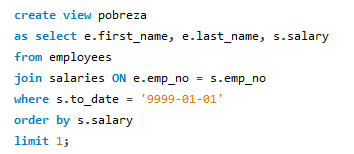 create view pobreza
as select e.first_name, e.last_name, s.salary
from employees
join salaries ON e.emp_no = s.emp_no
where s.to_date = '9999-01-01'
order by s.salary
limit 1;